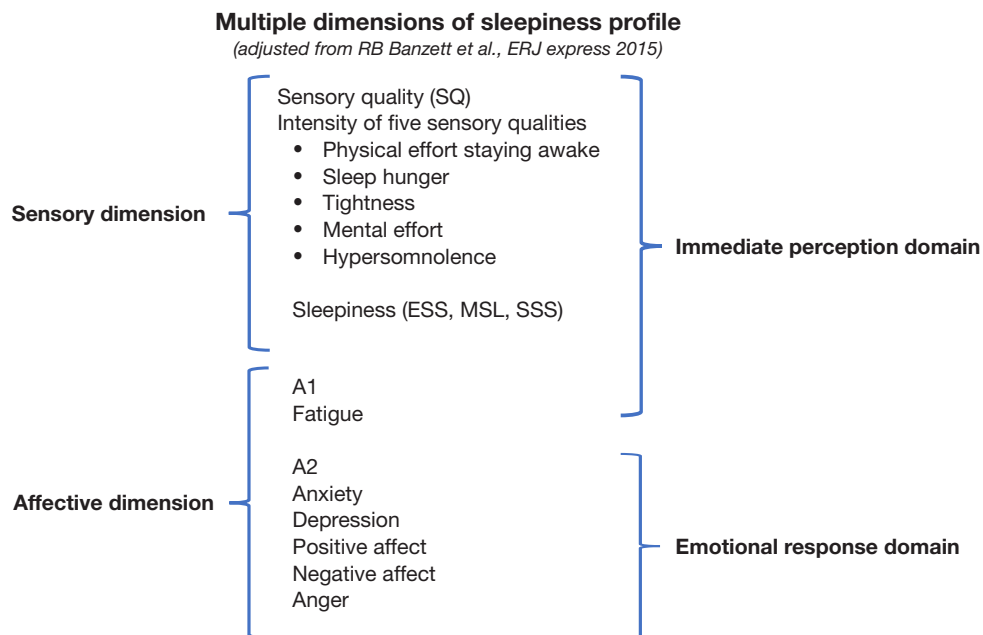 Multiple dimensions of sleepiness profile
(adjusted from RB Banzett et al., ERJ express 2015)
Sensory quality (SQ)
Intensity of five sensory qualities
• Physical effort staying awake
• Sleep hunger
• Tightness
• Mental effort
• Hypersomnolence
Sleepiness (ESS, MSL, SSS)
Sensory dimension
Immediate perception domain
A1
Fatigue
A2
Anxiety
Depression
Positive affect
Negative affect
Anger
Affective dimension
Emotional response domain